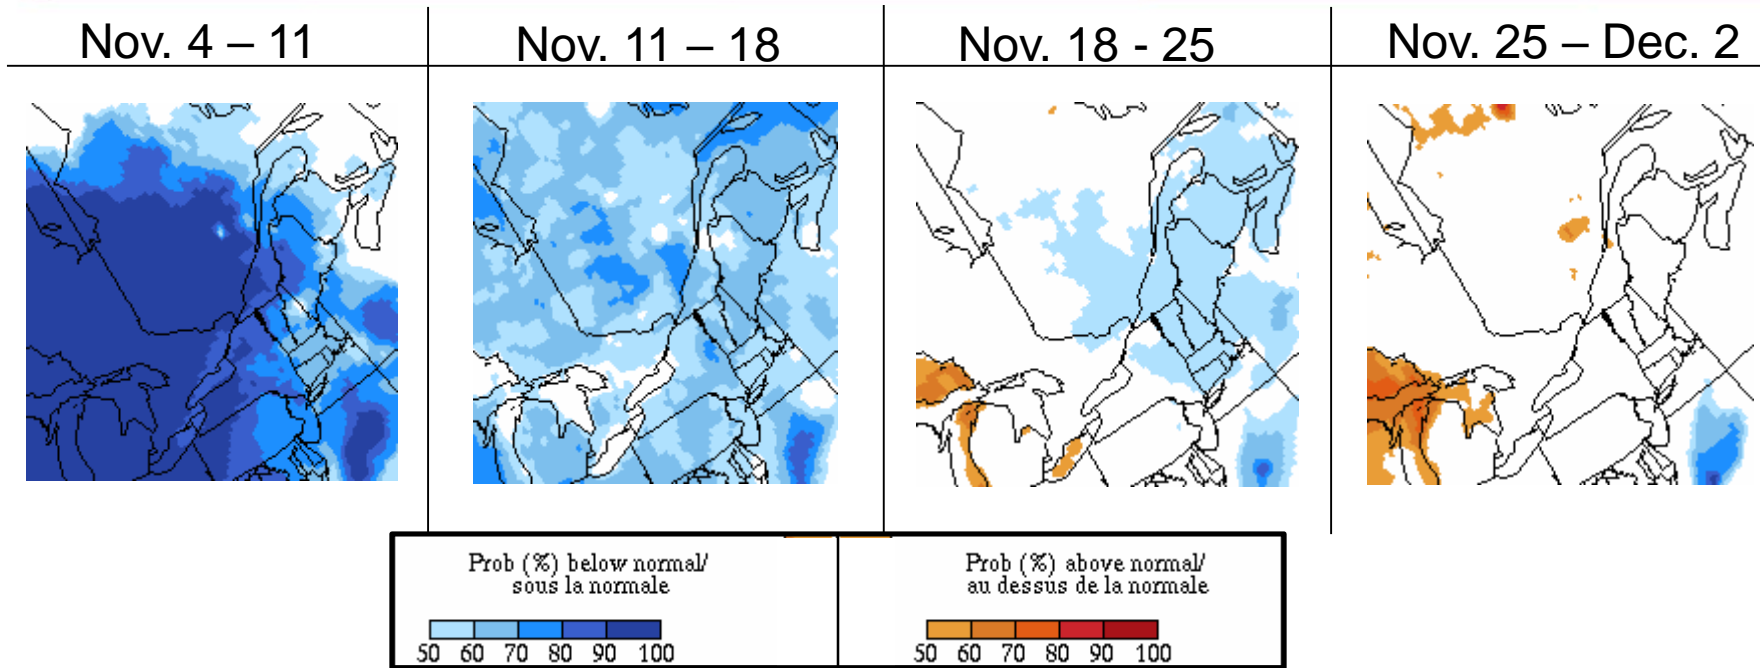 Nov. 4 – 11
Nov. 11 – 18
Nov. 18 - 25
Nov. 25 – Dec. 2
Prob (%) below normal/
sous la normale
50 60 70 80 90 100
Prob (%) above normal/
au dessus de la normale
50 60 70 80 90 100